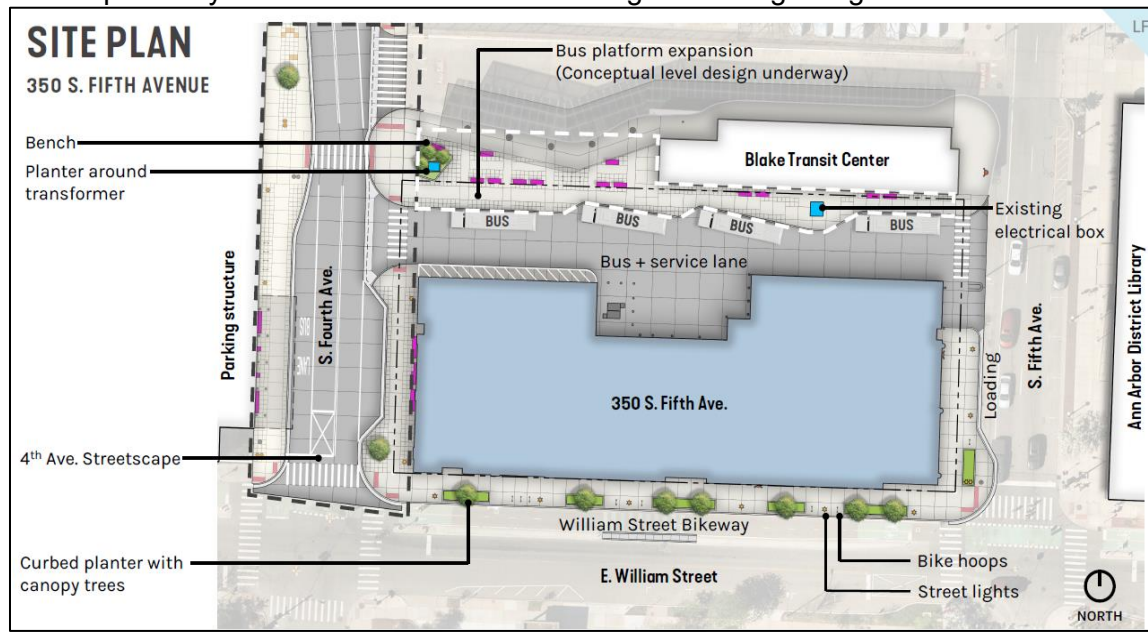 LF
SITE PLAN
350 S. FIFTH AVENUE
Bus platform expansion
(Conceptual level design underway)
Bench
Planter around
transformer
Blake Transit Center
BUS
BUS
BUS
BUS
Existing
electrical box
Bus + service lane
Parking structure
S. Fourth Ave.
BUS
LANE
350 S. Fifth Ave.
Loading
S. Fifth Ave.
Ann Arbor District Library
4th Ave. Streetscape
William Street Bikeway
Curbed planter with
canopy trees
E. William Street
Bike hoops
Street lights
NORTH